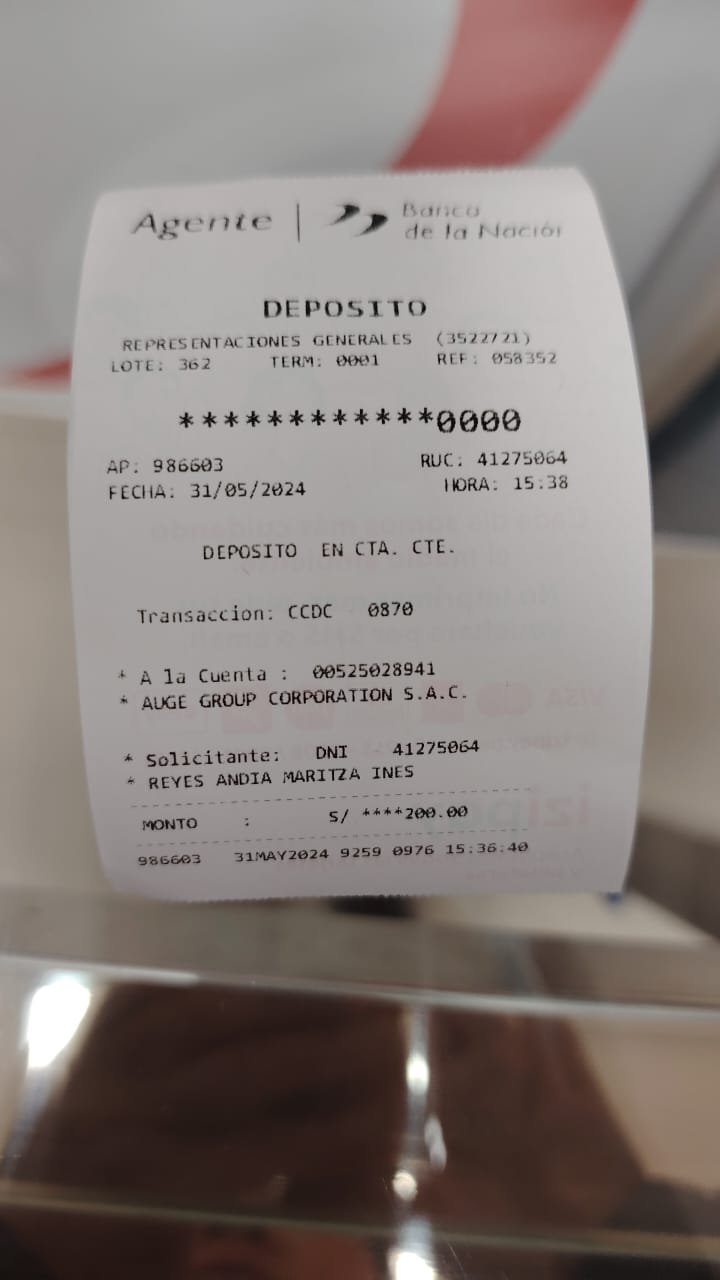 Agente | Banco
de la Nación
DEPOSITO
REPRESENTACIONES GENERALES (3522721)
LOTE: 362 TERM: 0001 REF: 058352
************0000
AP: 986603 RUC: 41275064
FECHA: 31/05/2024 HORA: 15:38
DEPOSITO EN CTA. CTE.
Transaccion: CCDC 0870
* A la Cuenta : 00525028941
* AUGE GROUP CORPORATION S.A.C.
* Solicitante: DNI 41275064
* REYES ANDIA MARITZA INES
MONTO : S/ ****200.00
986603 31MAY2024 9259 0976 15:36:40